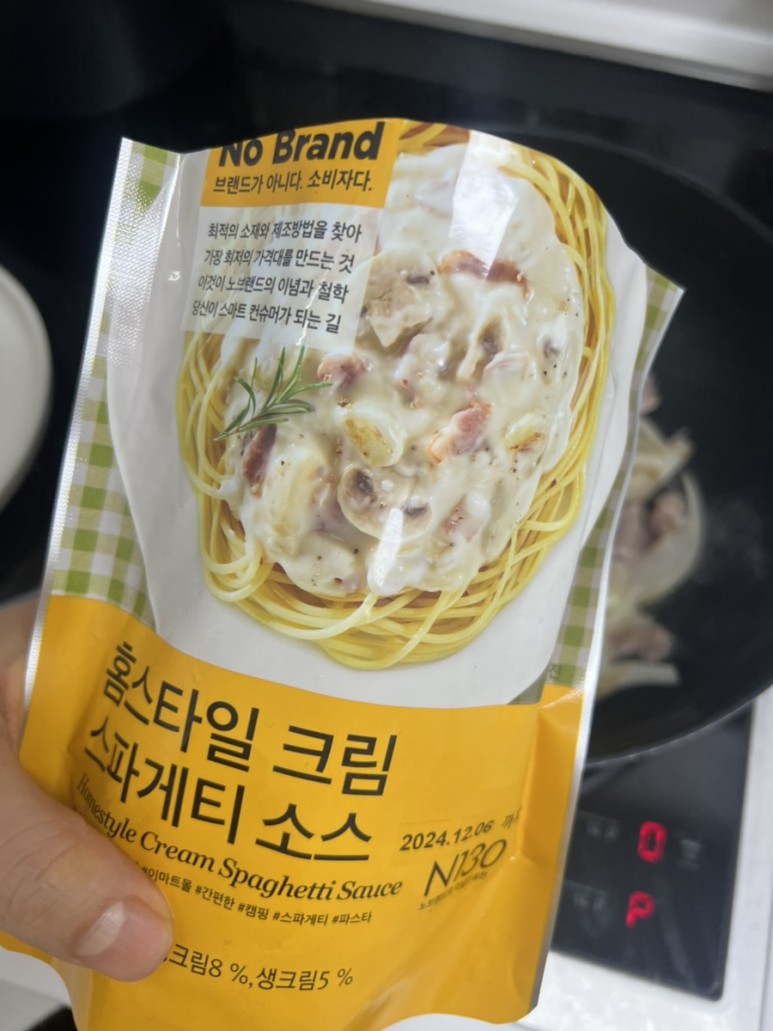 No Brand
브랜드가 아니다. 소비자다.
최적의 소재와 제조방법을 찾아
가장 최저의 가격대를 만드는 것
이것이 노브랜드의 이념과 철학
당신이 스마트 컨슈머가 되는 길
홈스타일 크림
스파게티 소스
Homestyle Cream Spaghetti Sauce
2024.12.06 까지
N130
#이마트몰 #간편한 #캠핑 #스파게티 #파스타
크림8 %, 생크림5 %
0
P